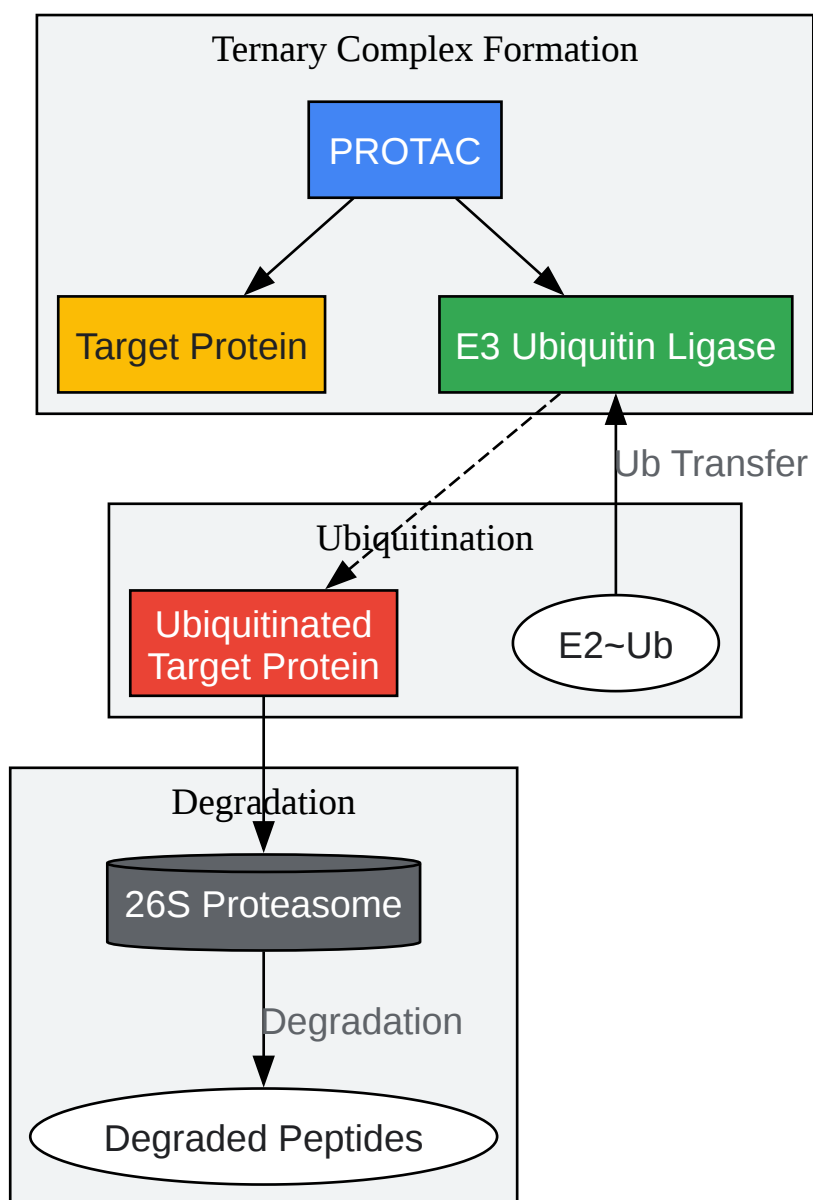 Ternary Complex Formation
PROTAC
Target Protein
E3 Ubiquitin Ligase
Ub Transfer
Ubiquitination
Ubiquitinated
Target Protein
E2~Ub
Degradation
26S Proteasome
Degradation
Degraded Peptides